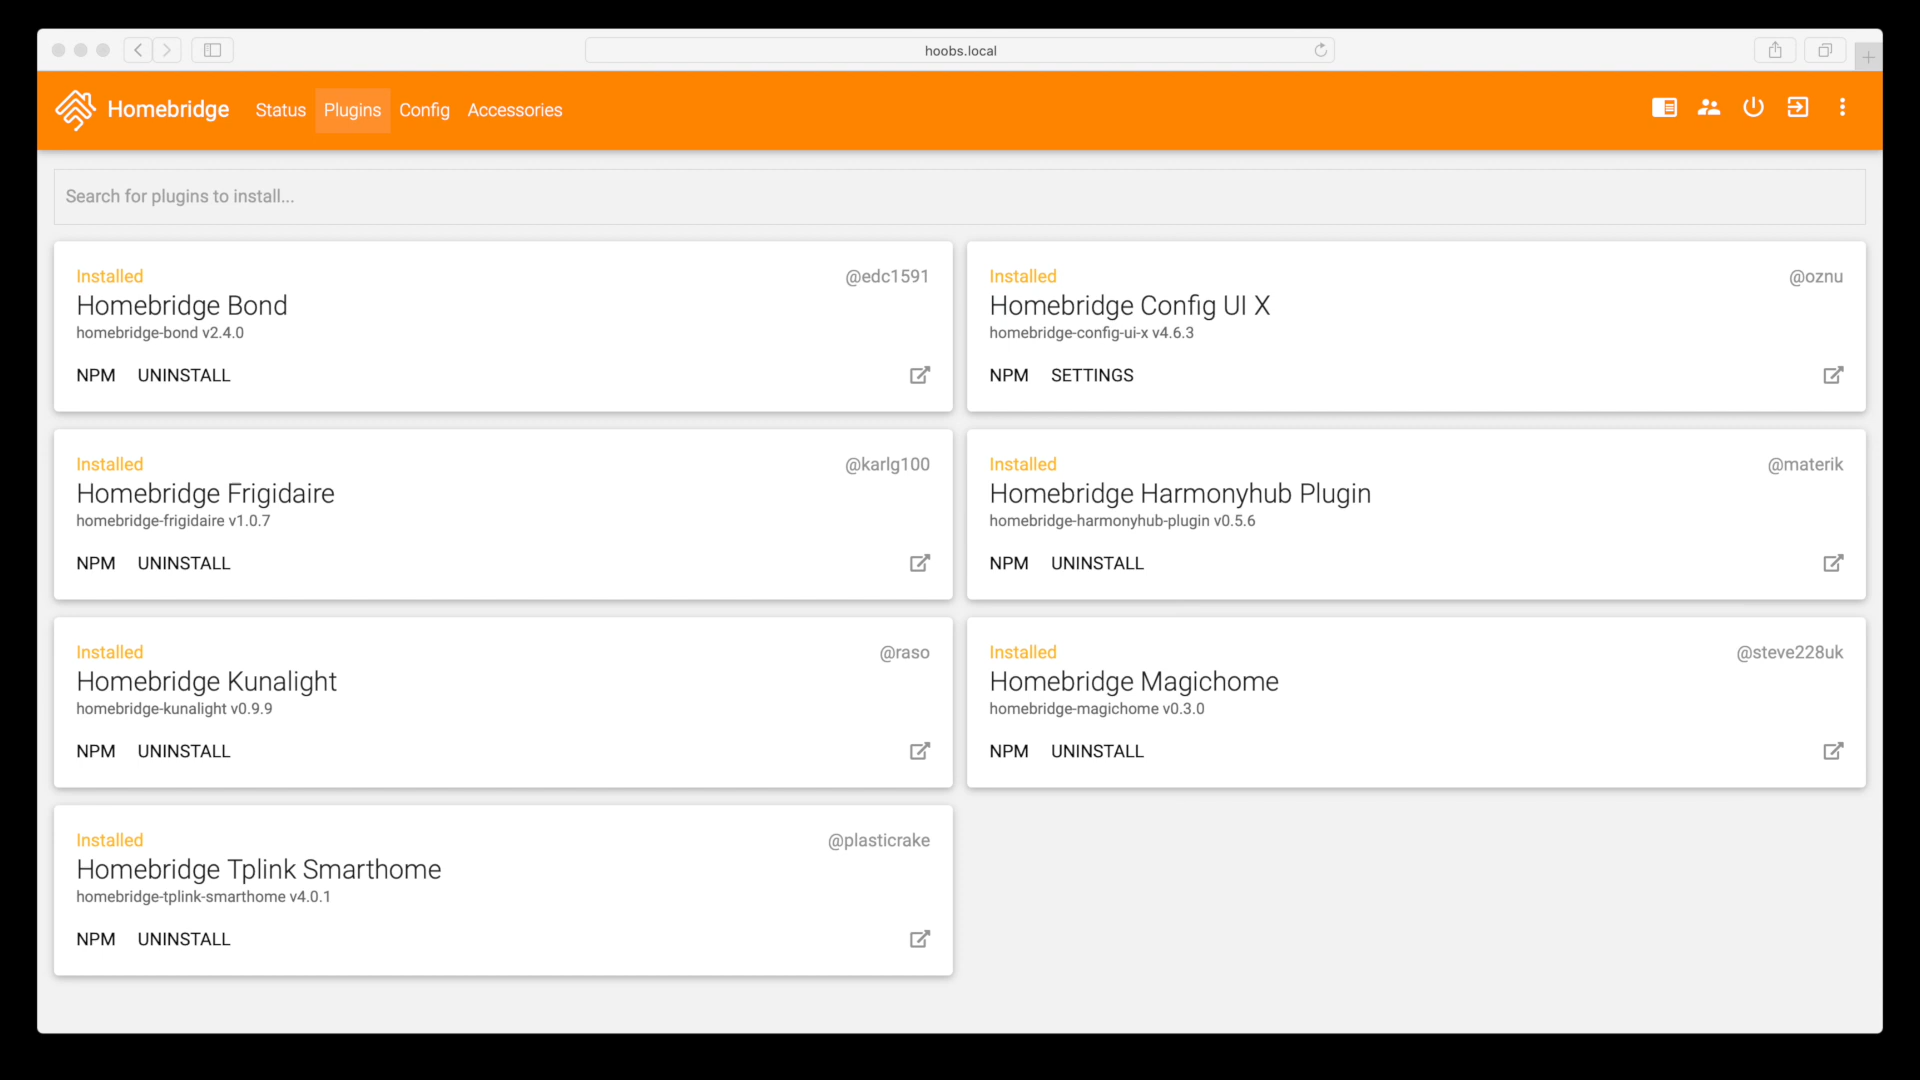 hoobs.local
Homebridge Status Plugins Config Accessories
Search for plugins to install...
Installed @edc1591
Homebridge Bond
homebridge-bond v2.4.0
NPM UNINSTALL
Installed @oznu
Homebridge Config UI X
homebridge-config-ui-x v4.6.3
NPM SETTINGS
Installed @karlg100
Homebridge Frigidaire
homebridge-frigidaire v1.0.7
NPM UNINSTALL
Installed @materik
Homebridge Harmonyhub Plugin
homebridge-harmonyhub-plugin v0.5.6
NPM UNINSTALL
Installed @raso
Homebridge Kunalight
homebridge-kunalight v0.9.9
NPM UNINSTALL
Installed @steve228uk
Homebridge Magichome
homebridge-magichome v0.3.0
NPM UNINSTALL
Installed @plasticrake
Homebridge Tplink Smarthome
homebridge-tplink-smarthome v4.0.1
NPM UNINSTALL